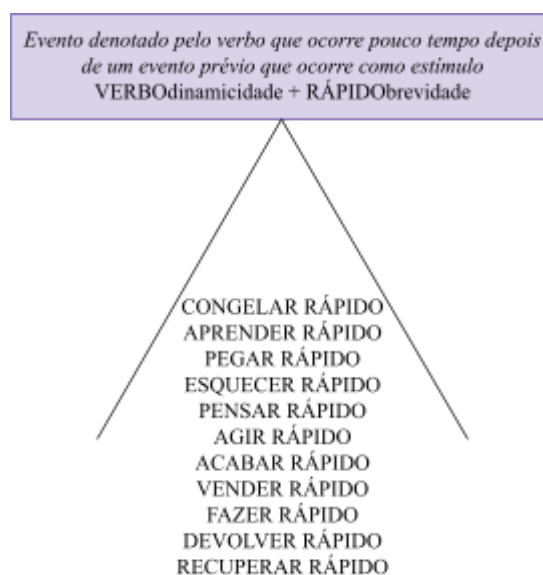 Evento denotado pelo verbo que ocorre pouco tempo depois
de um evento prévio que ocorre como estímulo
VERBOdinamicidade + RÁPIDObrevidade
CONGELAR RÁPIDO
APRENDER RÁPIDO
PEGAR RÁPIDO
ESQUECER RÁPIDO
PENSAR RÁPIDO
AGIR RÁPIDO
ACABAR RÁPIDO
VENDER RÁPIDO
FAZER RÁPIDO
DEVOLVER RÁPIDO
RECUPERAR RÁPIDO